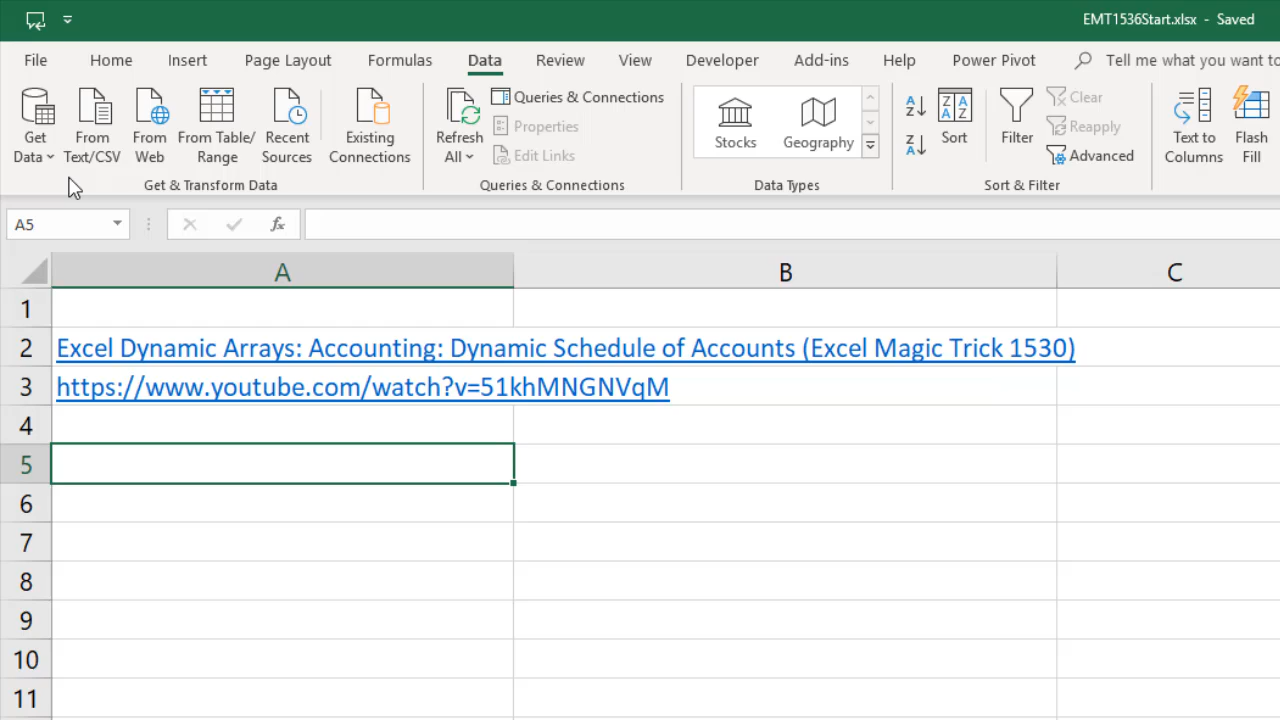 EMT1536Start.xlsx - Saved
File Home Insert Page Layout Formulas Data Review View Developer Add-ins Help Power Pivot Tell me what you want to
Get Data
From Text/CSV
From Web
From Table/ Range
Recent Sources
Existing Connections
Get & Transform Data
Refresh All
Queries & Connections
Properties
Edit Links
Queries & Connections
Stocks
Geography
Data Types
Sort
Filter
Clear
Reapply
Advanced
Sort & Filter
Text to Columns
Flash Fill
A5 fx
A B C
1
2 Excel Dynamic Arrays: Accounting: Dynamic Schedule of Accounts (Excel Magic Trick 1530)
3 https://www.youtube.com/watch?v=51khMNGNVqM
4
5
6
7
8
9
10
11